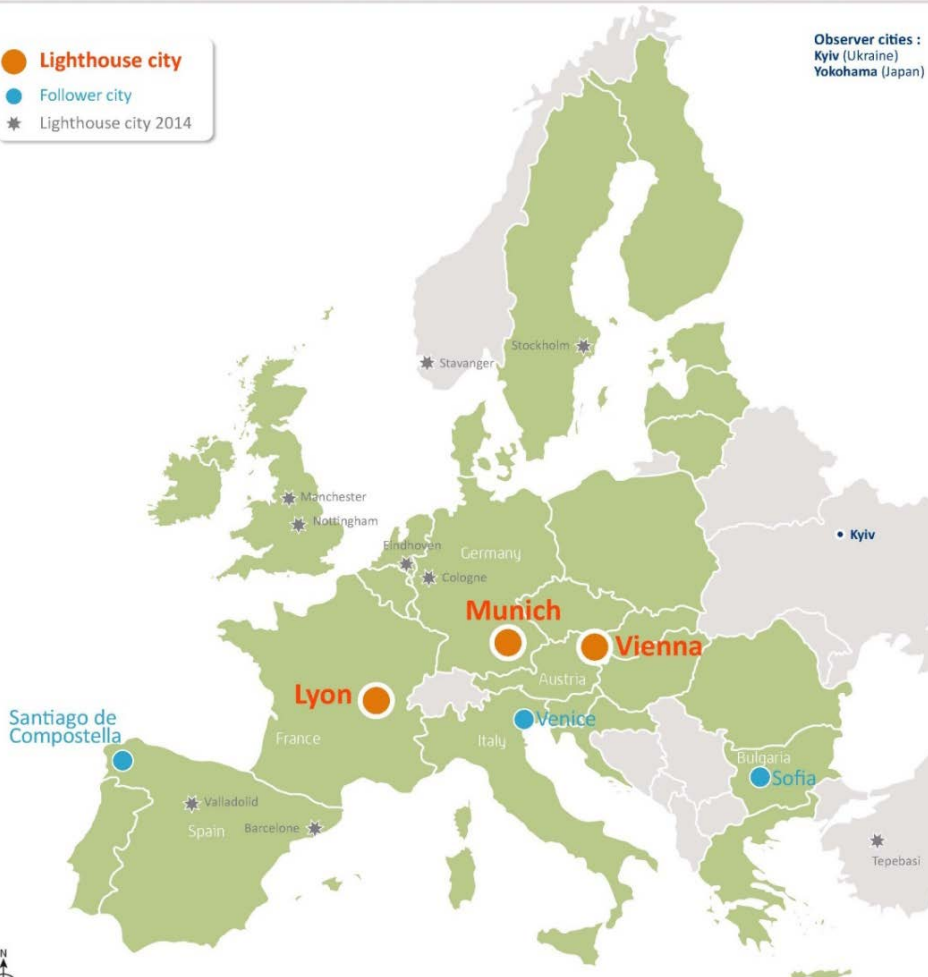 Lighthouse city
Follower city
Lighthouse city 2014
Observer cities :
Kyiv (Ukraine)
Yokohama (Japan)
Stockholm
Stavanger
Manchester
Nottingham
Eindhoven
Germany
Cologne
Kyiv
Munich
Vienna
Austria
Lyon
Santiago de
Compostella
Venice
France
Italy
Bulgaria
Sofia
Valladolid
Spain
Barcelone
Tepebasi
N